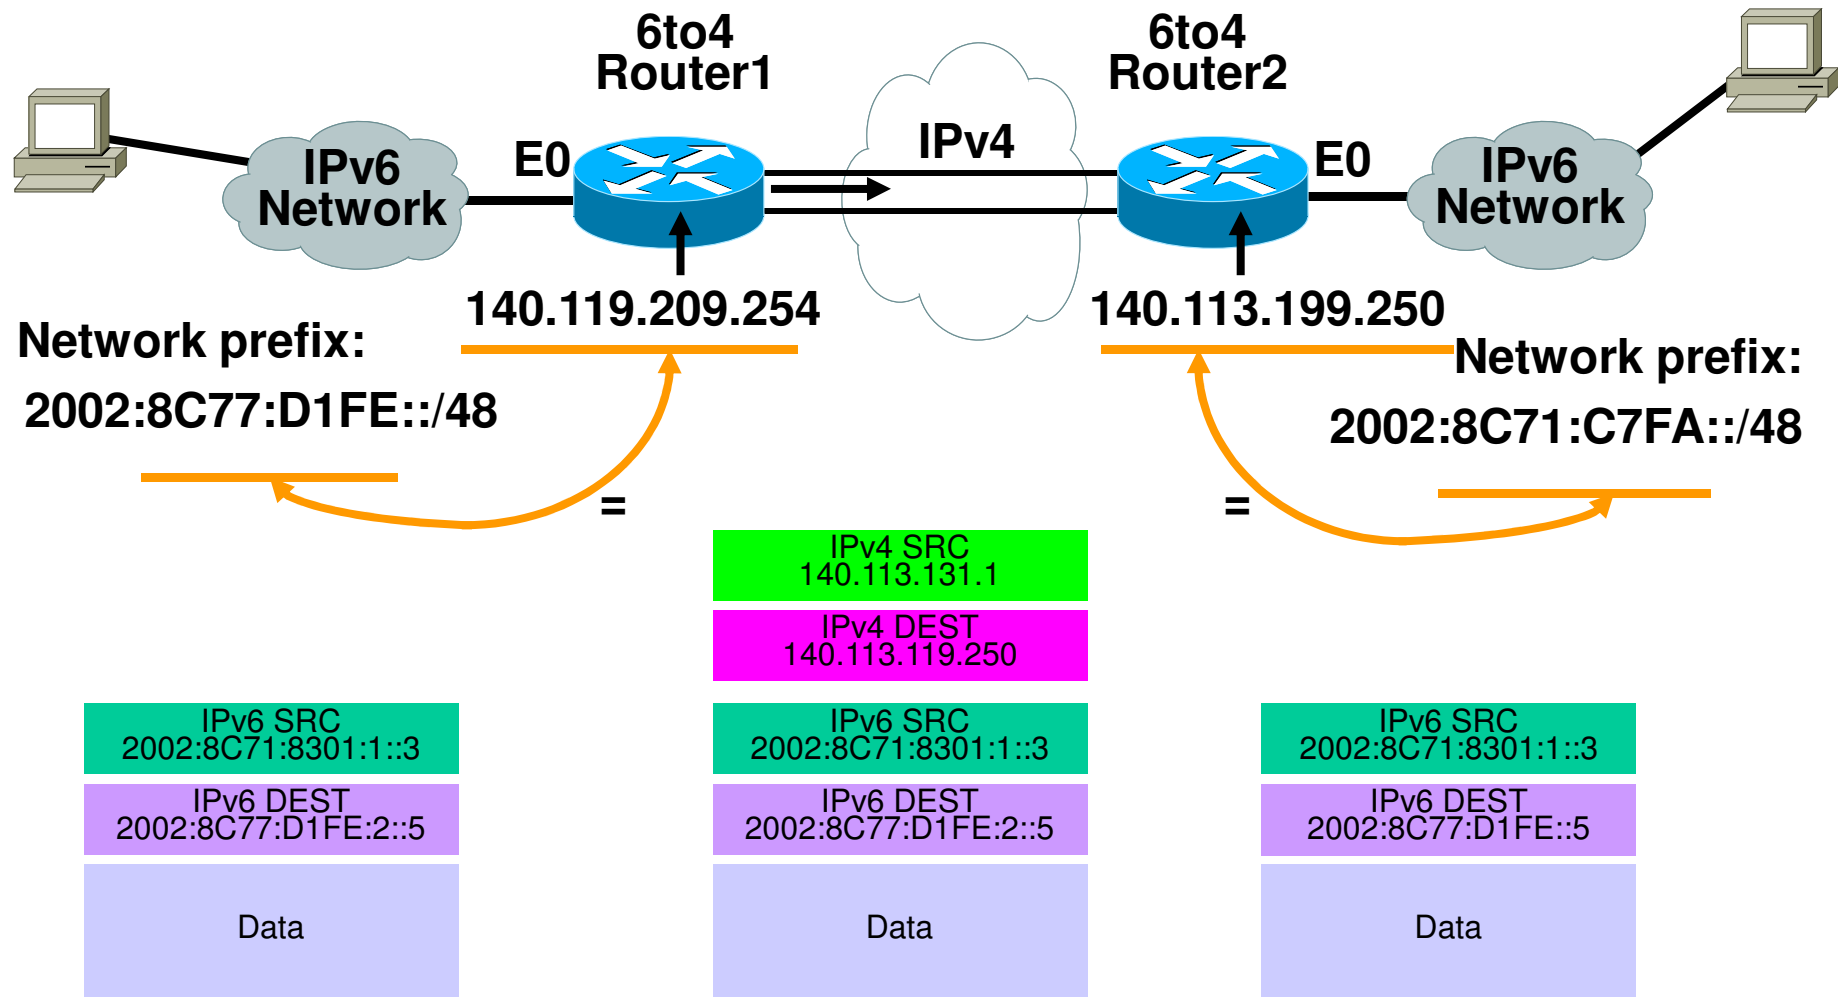 6to4
Router1
6to4
Router2
IPv4
IPv6
Network
E0
E0
IPv6
Network
140.119.209.254
140.113.199.250
Network prefix:
2002:8C77:D1FE::/48
Network prefix:
2002:8C71:C7FA::/48
=
=
IPv4 SRC
140.113.131.1
IPv4 DEST
140.113.119.250
IPv6 SRC
2002:8C71:8301:1::3
IPv6 DEST
2002:8C77:D1FE:2::5
Data
IPv6 SRC
2002:8C71:8301:1::3
IPv6 DEST
2002:8C77:D1FE:2::5
Data
IPv6 SRC
2002:8C71:8301:1::3
IPv6 DEST
2002:8C77:D1FE::5
Data